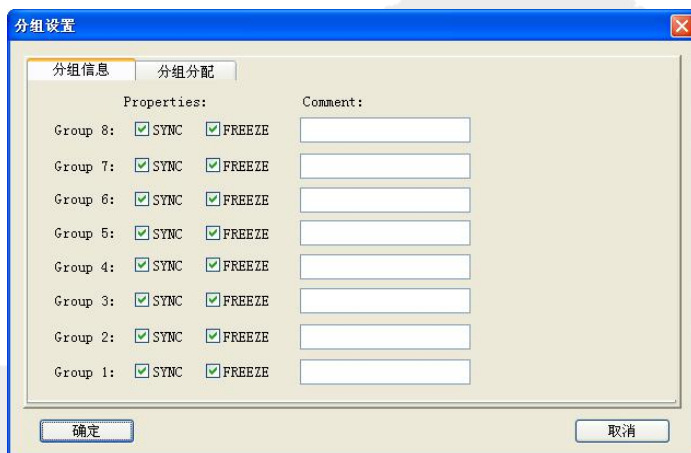 分组设置
分组信息 分组分配
Properties: Comment:
Group 8: SYNC FREEZE
Group 7: SYNC FREEZE
Group 6: SYNC FREEZE
Group 5: SYNC FREEZE
Group 4: SYNC FREEZE
Group 3: SYNC FREEZE
Group 2: SYNC FREEZE
Group 1: SYNC FREEZE
确定 取消